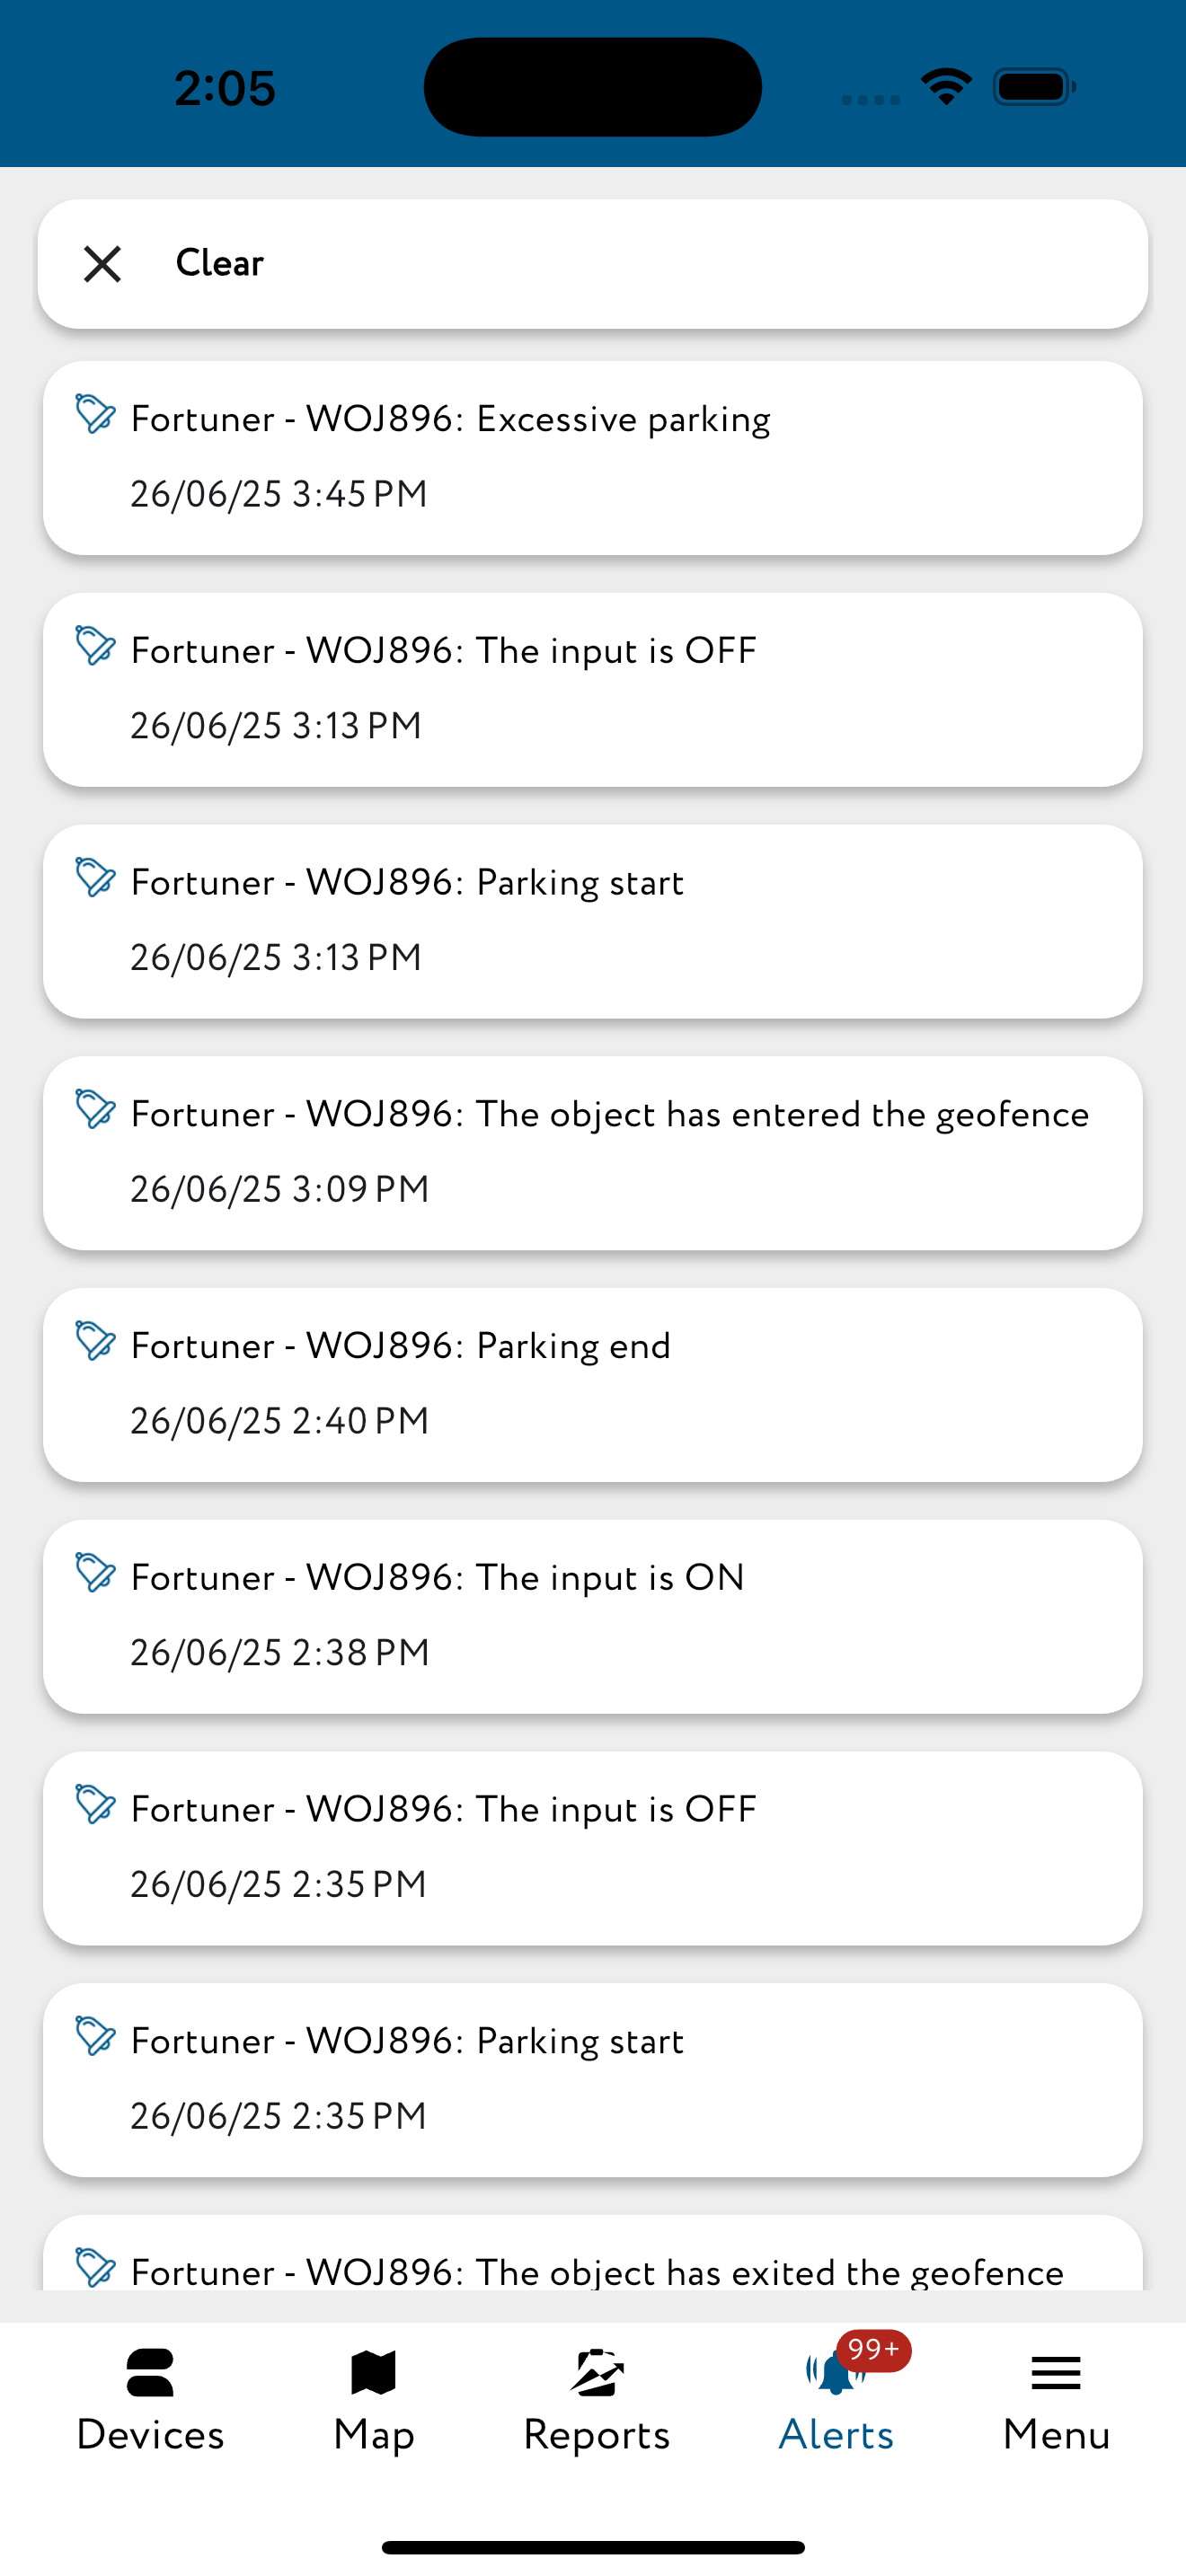 2:05
Clear
Fortuner - WOJ896: Excessive parking
26/06/25 3:45 PM
Fortuner - WOJ896: The input is OFF
26/06/25 3:13 PM
Fortuner - WOJ896: Parking start
26/06/25 3:13 PM
Fortuner - WOJ896: The object has entered the geofence
26/06/25 3:09 PM
Fortuner - WOJ896: Parking end
26/06/25 2:40 PM
Fortuner - WOJ896: The input is ON
26/06/25 2:38 PM
Fortuner - WOJ896: The input is OFF
26/06/25 2:35 PM
Fortuner - WOJ896: Parking start
26/06/25 2:35 PM
Fortuner - WOJ896: The object has exited the geofence
99+
Devices Map Reports Alerts Menu